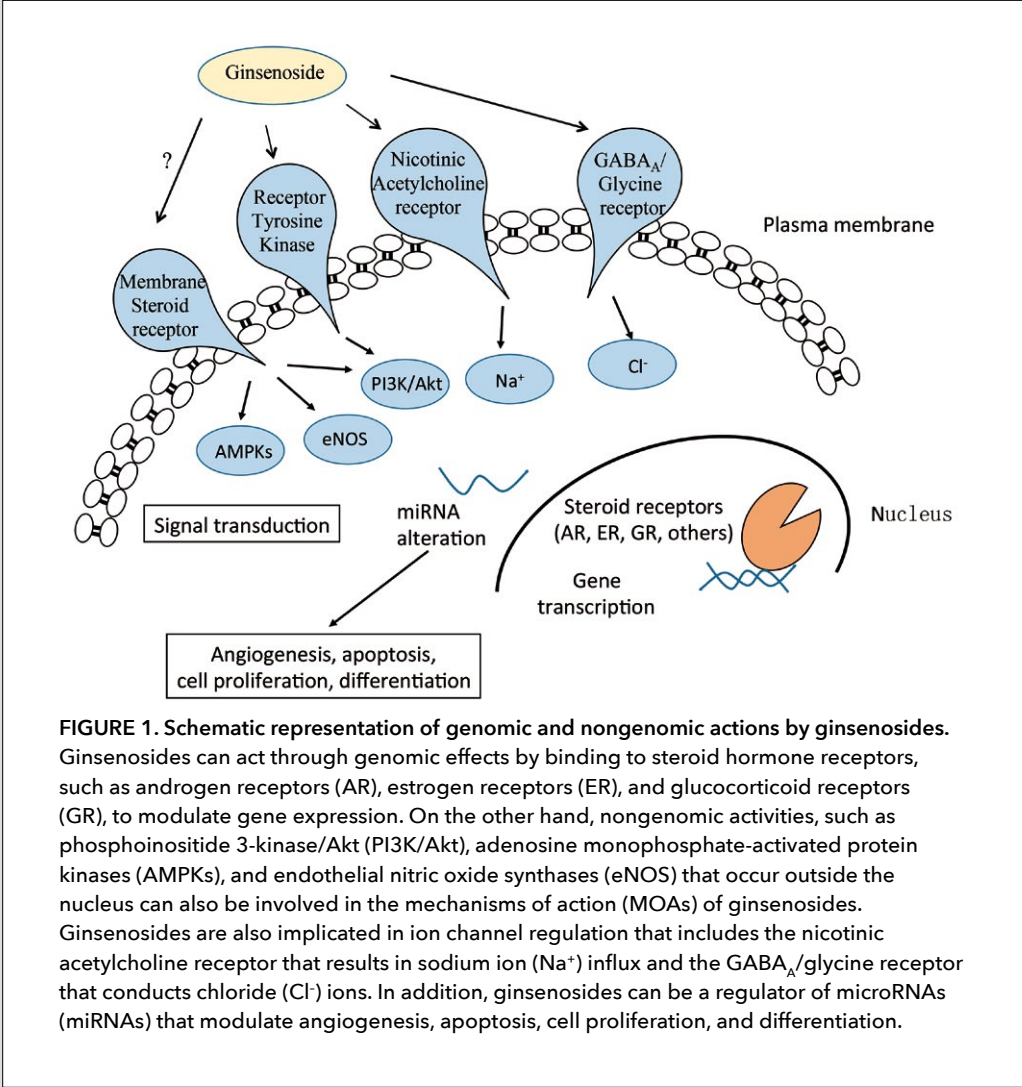 Ginsenoside
?
Nicotinic
Acetylcholine
receptor
GABA_A/
Glycine
receptor
Receptor
Tyrosine
Kinase
Plasma membrane
Membrane
Steroid
receptor
PI3K/Akt
Na⁺
Cl⁻
AMPKs
eNOS
Signal transduction
miRNA
alteration
Steroid receptors
(AR, ER, GR, others)
Nucleus
Gene
transcription
Angiogenesis, apoptosis,
cell proliferation, differentiation
FIGURE 1. Schematic representation of genomic and nongenomic actions by ginsenosides.
Ginsenosides can act through genomic effects by binding to steroid hormone receptors,
such as androgen receptors (AR), estrogen receptors (ER), and glucocorticoid receptors
(GR), to modulate gene expression. On the other hand, nongenomic activities, such as
phosphoinositide 3-kinase/Akt (PI3K/Akt), adenosine monophosphate-activated protein
kinases (AMPKs), and endothelial nitric oxide synthases (eNOS) that occur outside the
nucleus can also be involved in the mechanisms of action (MOAs) of ginsenosides.
Ginsenosides are also implicated in ion channel regulation that includes the nicotinic
acetylcholine receptor that results in sodium ion (Na⁺) influx and the GABA_A/glycine receptor
that conducts chloride (Cl⁻) ions. In addition, ginsenosides can be a regulator of microRNAs
(miRNAs) that modulate angiogenesis, apoptosis, cell proliferation, and differentiation.